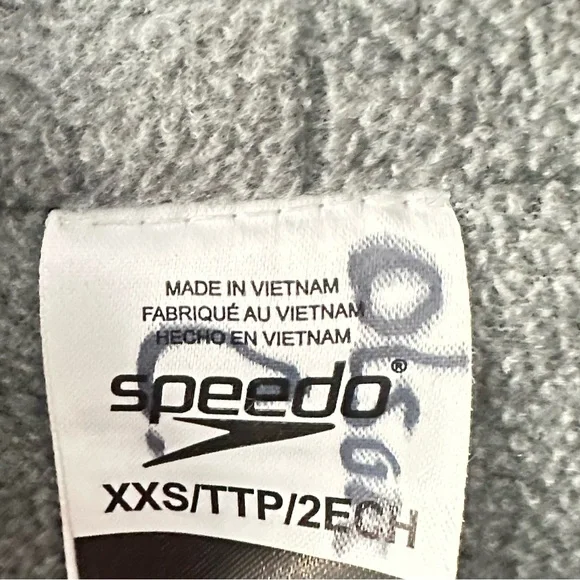 MADE IN VIETNAM
FABRIQUÉ AU VIETNAM
HECHO EN VIETNAM
speedo®
XXS/TTP/2ECH